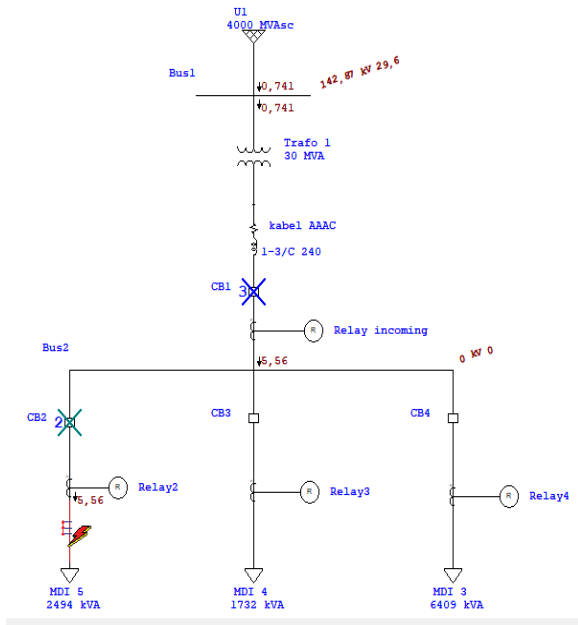 U1
4000 MVAsc
Bus1
0,741
142,87 kV 29,6
0,741
Trafo 1
30 MVA
kabel AAAC
1-3/C 240
CB1
3
R
Relay incoming
Bus2
5,56
0 kV 0
CB2
2
CB3
CB4
R
Relay2
R
Relay3
R
Relay4
5,56
MDI 5
2494 kVA
MDI 4
1732 kVA
MDI 3
6409 kVA